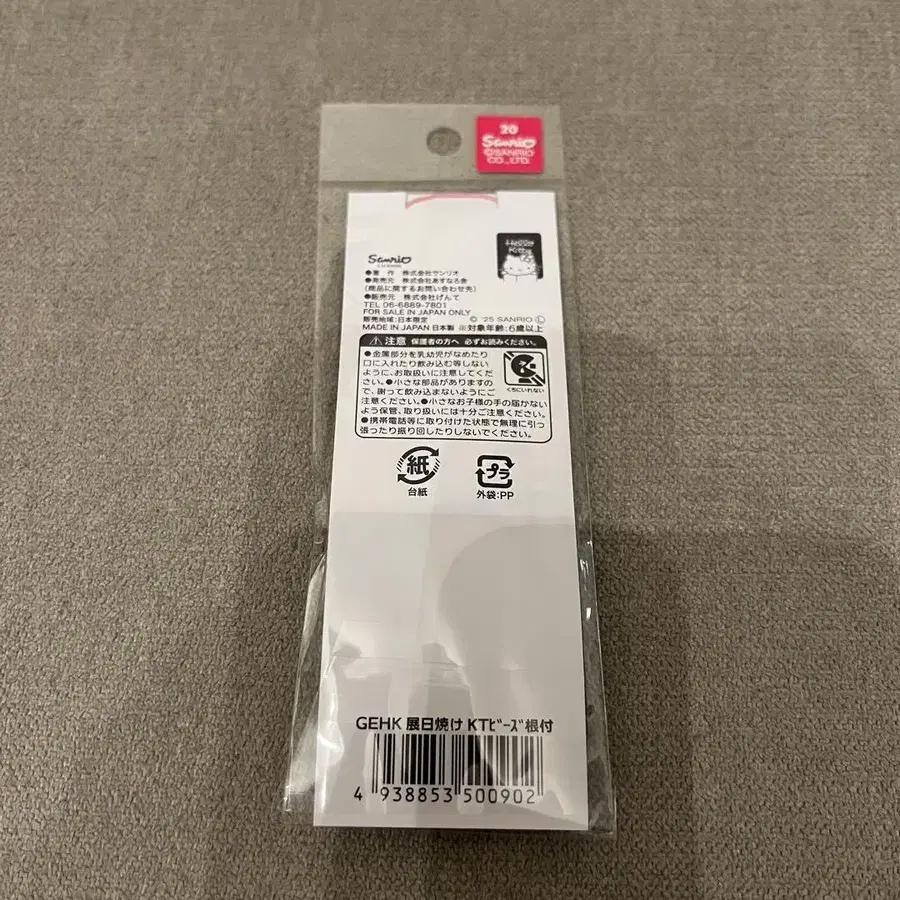 20
Sanrio
©SANRIO
CO., LTD.
Hello
Kitty
Sanrio
●著 作 株式会社サンリオ
●発売元 株式会社あすなろ舎
(商品に関するお問い合わせ先)
●販売元 株式会社げんて
TEL 06-6889-7801
FOR SALE IN JAPAN ONLY
販売地域:日本限定 © '25 SANRIO Ⓛ
MADE IN JAPAN 日本製 ※対象年齢:6歳以上
⚠注意 保護者の方へ 必ずお読みください。
●金属部分を乳幼児がなめたり
口に入れたり飲み込む等しない
ように、お取扱いに注意してくだ
さい。●小さな部品がありますの
で、謝って飲み込まないようにご
注意ください。●小さなお子様の手の届かない
よう保管、取り扱いには十分ご注意ください。
●携帯電話等に取り付けた状態で無理に引っ
張ったり振り回したりしないでください。
くちにいれない
紙
台紙
プラ
外袋:PP
GEHK 展日焼け KTビーズ根付
4 938853 500902